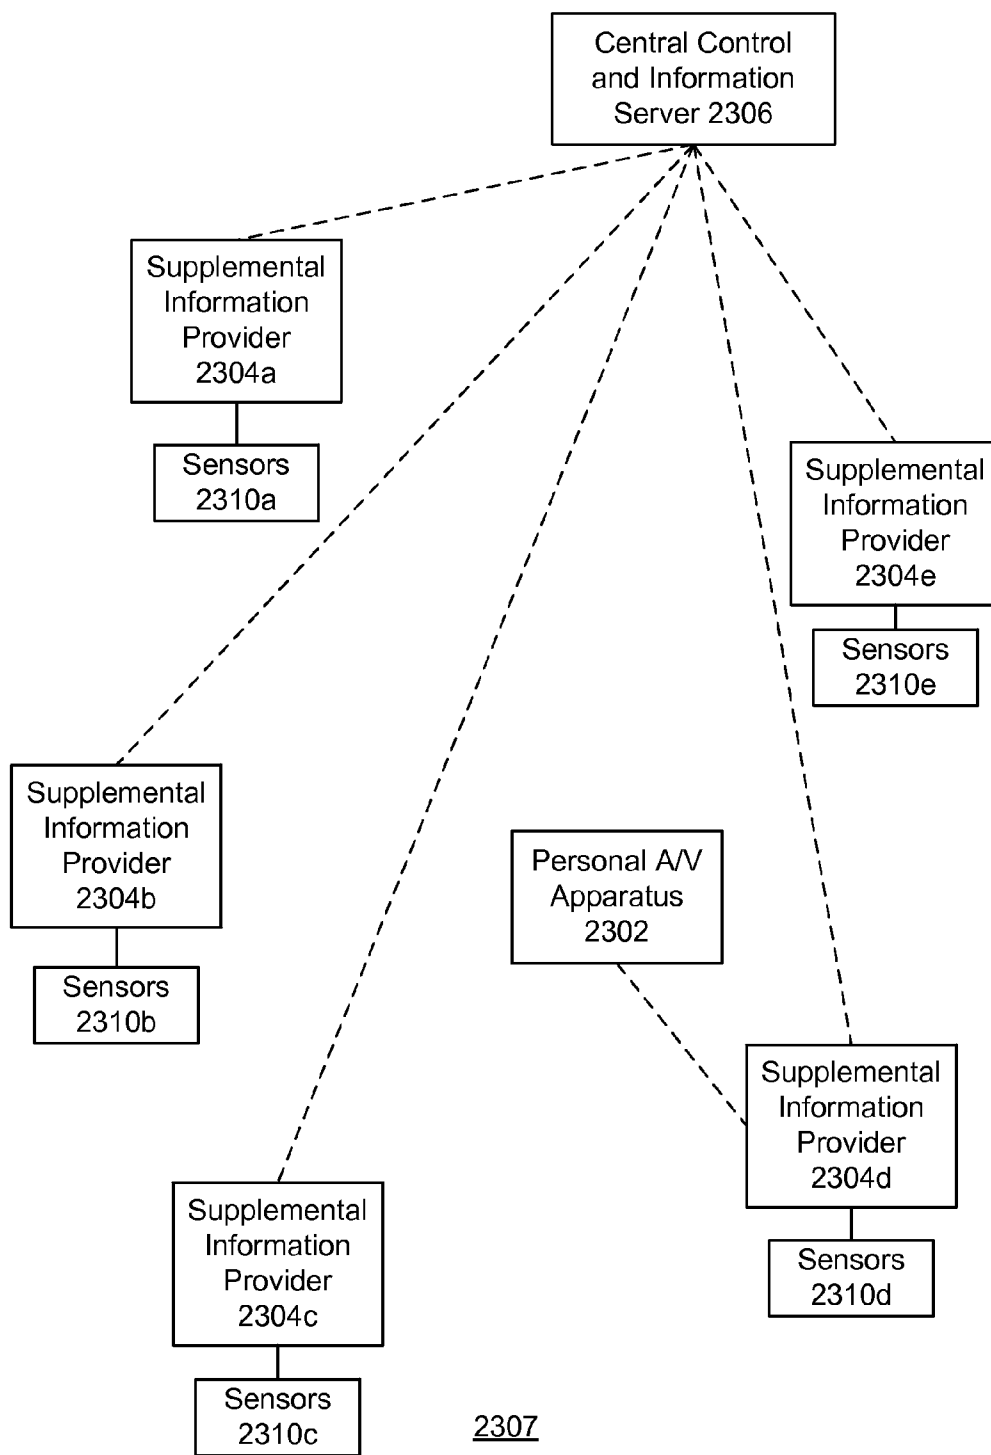 Central Control
and Information
Server 2306
Supplemental
Information
Provider
2304a
Sensors
2310a
Supplemental
Information
Provider
2304e
Sensors
2310e
Supplemental
Information
Provider
2304b
Sensors
2310b
Personal A/V
Apparatus
2302
Supplemental
Information
Provider
2304d
Sensors
2310d
Supplemental
Information
Provider
2304c
Sensors
2310c
2307